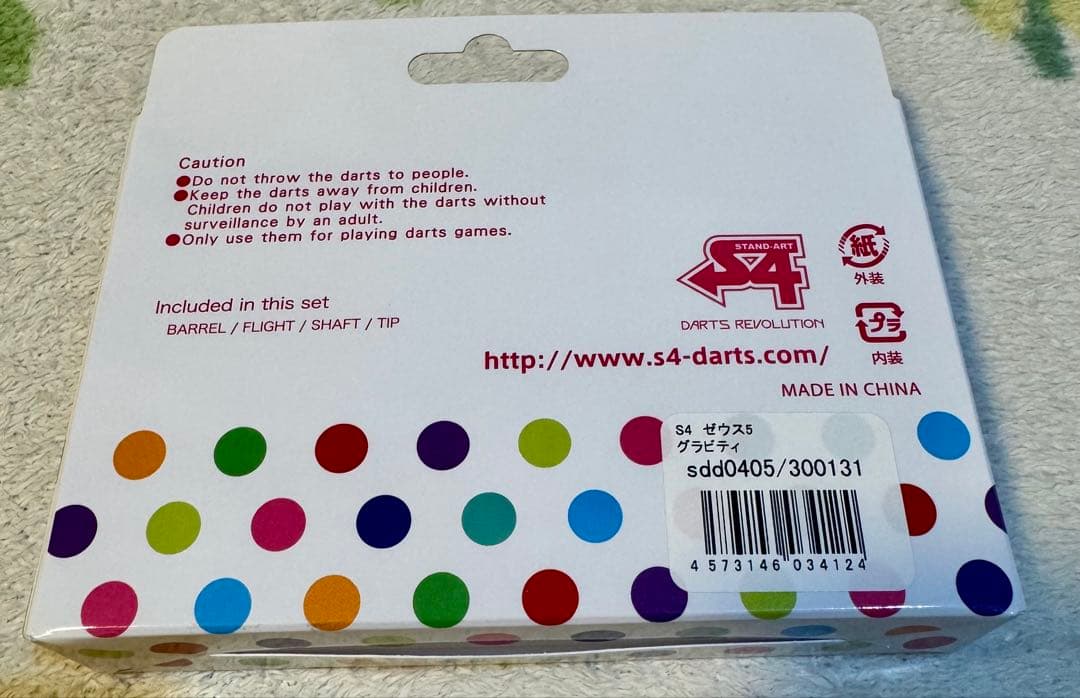 Caution
●Do not throw the darts to people.
●Keep the darts away from children.
Children do not play with the darts without
surveillance by an adult.
●Only use them for playing darts games.
Included in this set
BARREL / FLIGHT / SHAFT / TIP
STAND-ART
S4
DARTS REVOLUTION
紙
外装
プラ
内装
http://www.s4-darts.com/
MADE IN CHINA
S4 ゼウス5
グラビティ
sdd0405/300131
4 573146 034124